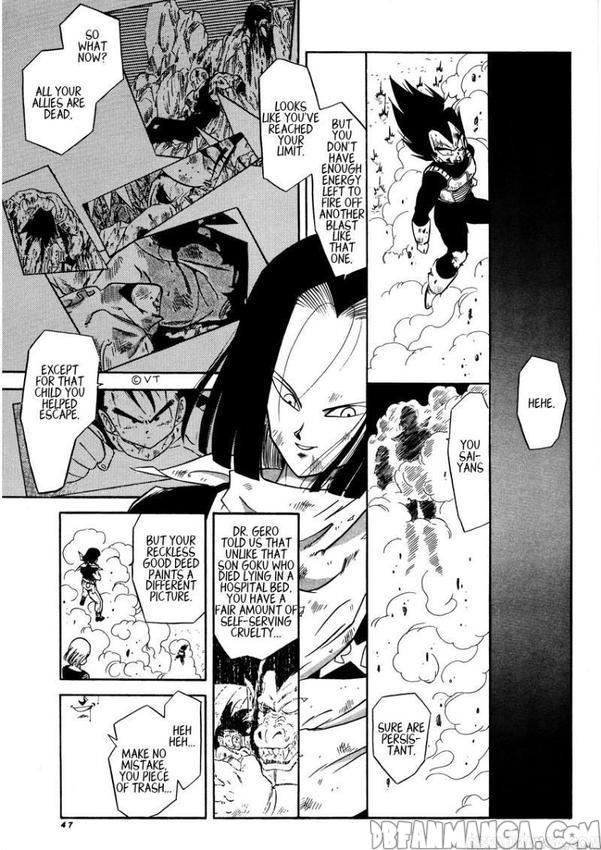 HEHE.
YOU
SAI-
YANS
SURE ARE
PERSIS-
TANT.
BUT
YOU
DON'T
HAVE
ENOUGH
ENERGY
LEFT
TO FIRE
OFF
ANOTHER
BLAST
LIKE
THAT
ONE.
LOOKS
LIKE YOU'VE
REACHED
YOUR
LIMIT.
SO
WHAT
NOW?
ALL YOUR
ALLIES ARE
DEAD.
EXCEPT
FOR THAT
CHILD YOU
HELPED
ESCAPE.
©VT
DR. GERO
TOLD US THAT
UNLIKE THAT
SON GOKU WHO
DIED LYING IN A
HOSPITAL BED,
YOU HAVE A
FAIR AMOUNT OF
SELF-SERVING
CRUELTY...
BUT YOUR
RECKLESS
GOOD DEED
PAINTS A
DIFFERENT
PICTURE.
HEH
HEH...
MAKE NO
MISTAKE,
YOU PIECE
OF
TRASH...
47
DBFANMANGA.COM